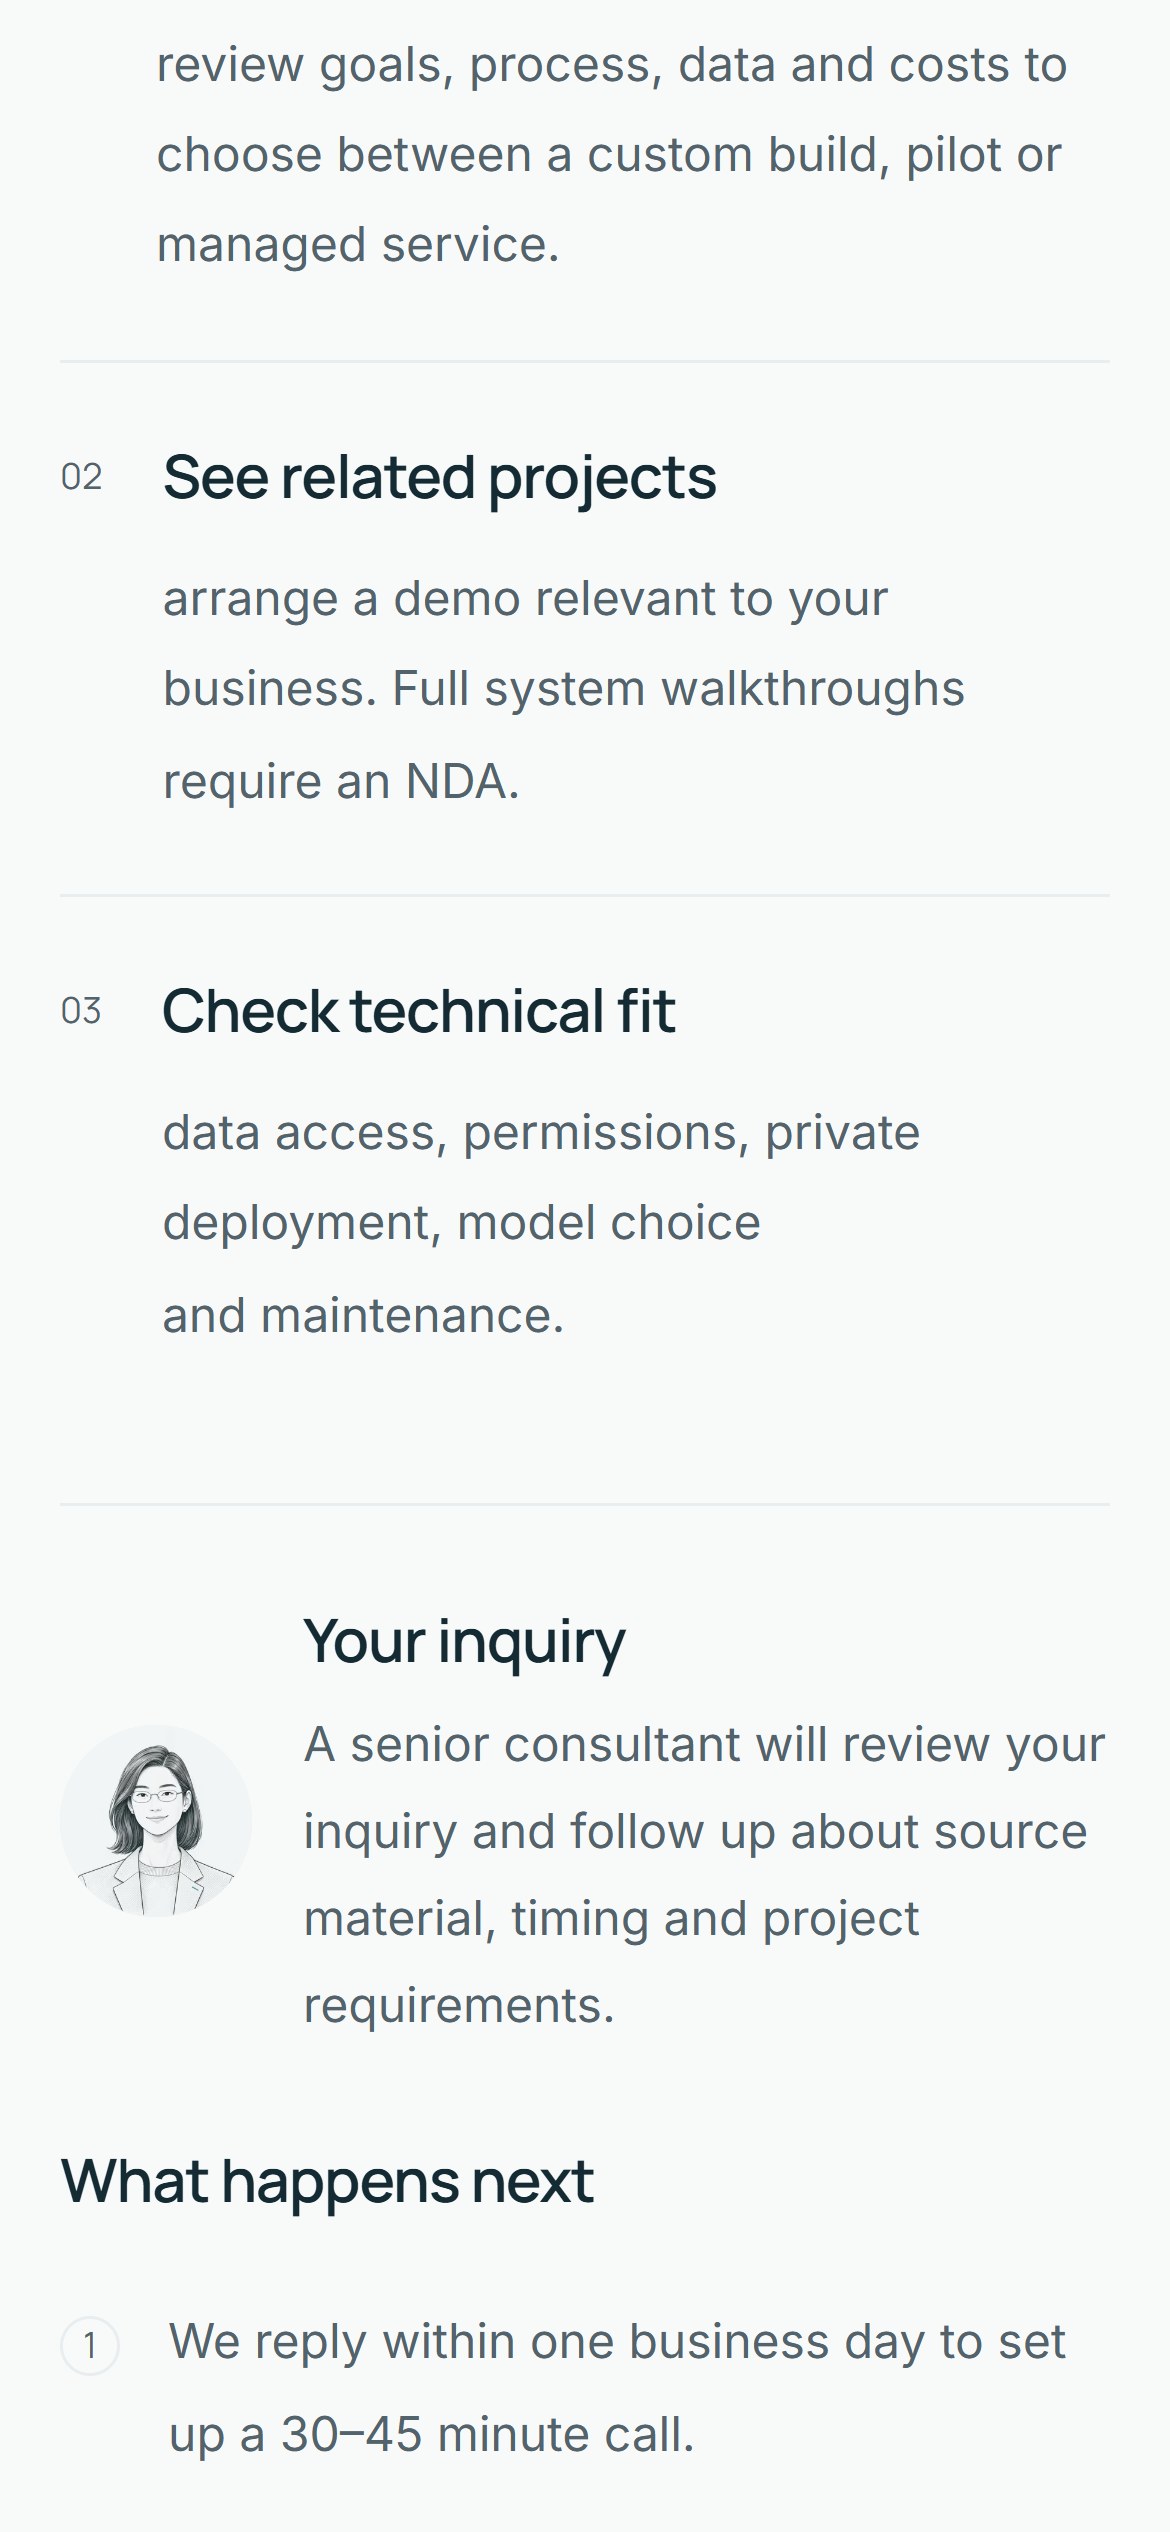 review goals, process, data and costs to
choose between a custom build, pilot or
managed service.
02 See related projects
arrange a demo relevant to your
business. Full system walkthroughs
require an NDA.
03 Check technical fit
data access, permissions, private
deployment, model choice
and maintenance.
Your inquiry
A senior consultant will review your
inquiry and follow up about source
material, timing and project
requirements.
What happens next
1 We reply within one business day to set
up a 30–45 minute call.